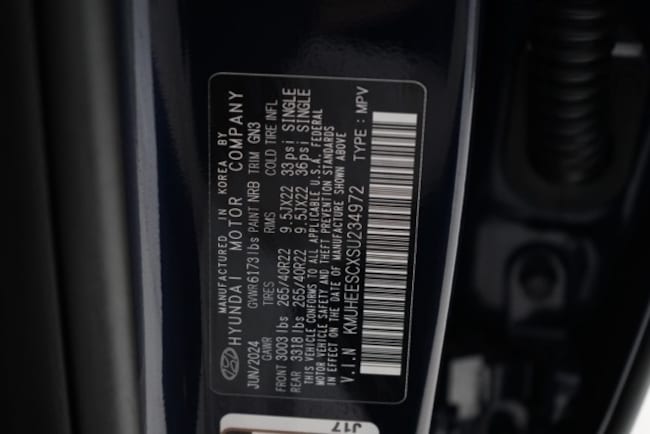 MANUFACTURED IN KOREA BY
HYUNDAI MOTOR COMPANY
JUN/2024 GVWR 6173 lbs PAINT NRB TRIM GN3
GAWR TIRES RMS COLD TIRE INFL
FRONT 3003 lbs 265/40R22 9.5JX22 33psi SINGLE
REAR 3318 lbs 265/40R22 9.5JX22 36psi SINGLE
THIS VEHICLE CONFORMS TO ALL APPLICABLE U.S.A. FEDERAL
MOTOR VEHICLE SAFETY AND THEFT PREVENTION STANDARDS
IN EFFECT ON THE DATE OF MANUFACTURE SHOWN ABOVE
V.I.N KMUHEESCXSU234972 TYPE : MPV
J17